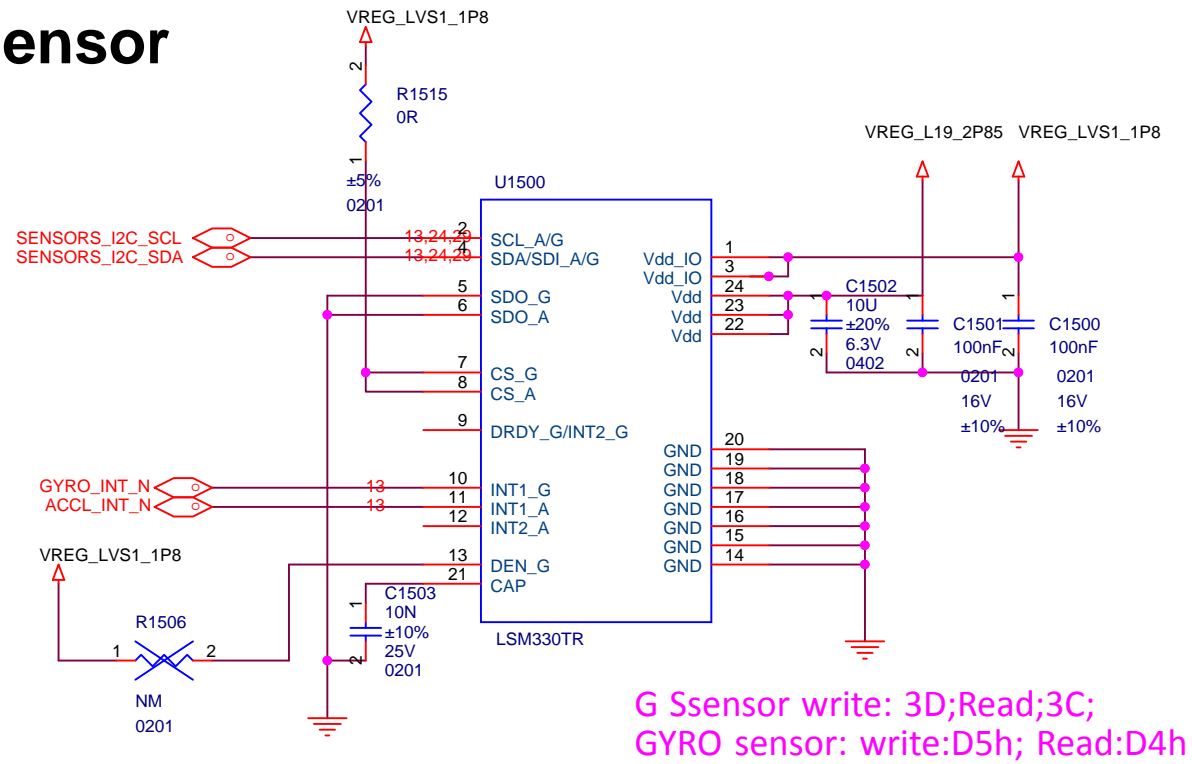 ensor
VREG_LVS1_1P8
2
R1515
0R
1
±5%
0201
VREG_L19_2P85 VREG_LVS1_1P8
U1500
SENSORS_I2C_SCL
13,24,29
2
SCL_A/G
SENSORS_I2C_SDA
13,24,29
4
SDA/SDI_A/G
5
SDO_G
6
SDO_A
7
CS_G
8
CS_A
9
DRDY_G/INT2_G
GYRO_INT_N
13
10
INT1_G
ACCL_INT_N
13
11
INT1_A
12
INT2_A
13
DEN_G
21
CAP
Vdd_IO
1
Vdd_IO
3
Vdd
24
Vdd
23
Vdd
22
1
C1502
10U
±20%
6.3V
0402
2
1
C1501
100nF
0201
16V
±10%
2
1
C1500
100nF
0201
16V
±10%
2
GND
20
GND
19
GND
18
GND
17
GND
16
GND
15
GND
14
LSM330TR
VREG_LVS1_1P8
R1506
1
2
NM
0201
1
C1503
10N
±10%
25V
0201
2
G Ssensor write: 3D;Read;3C;
GYRO sensor: write:D5h; Read:D4h